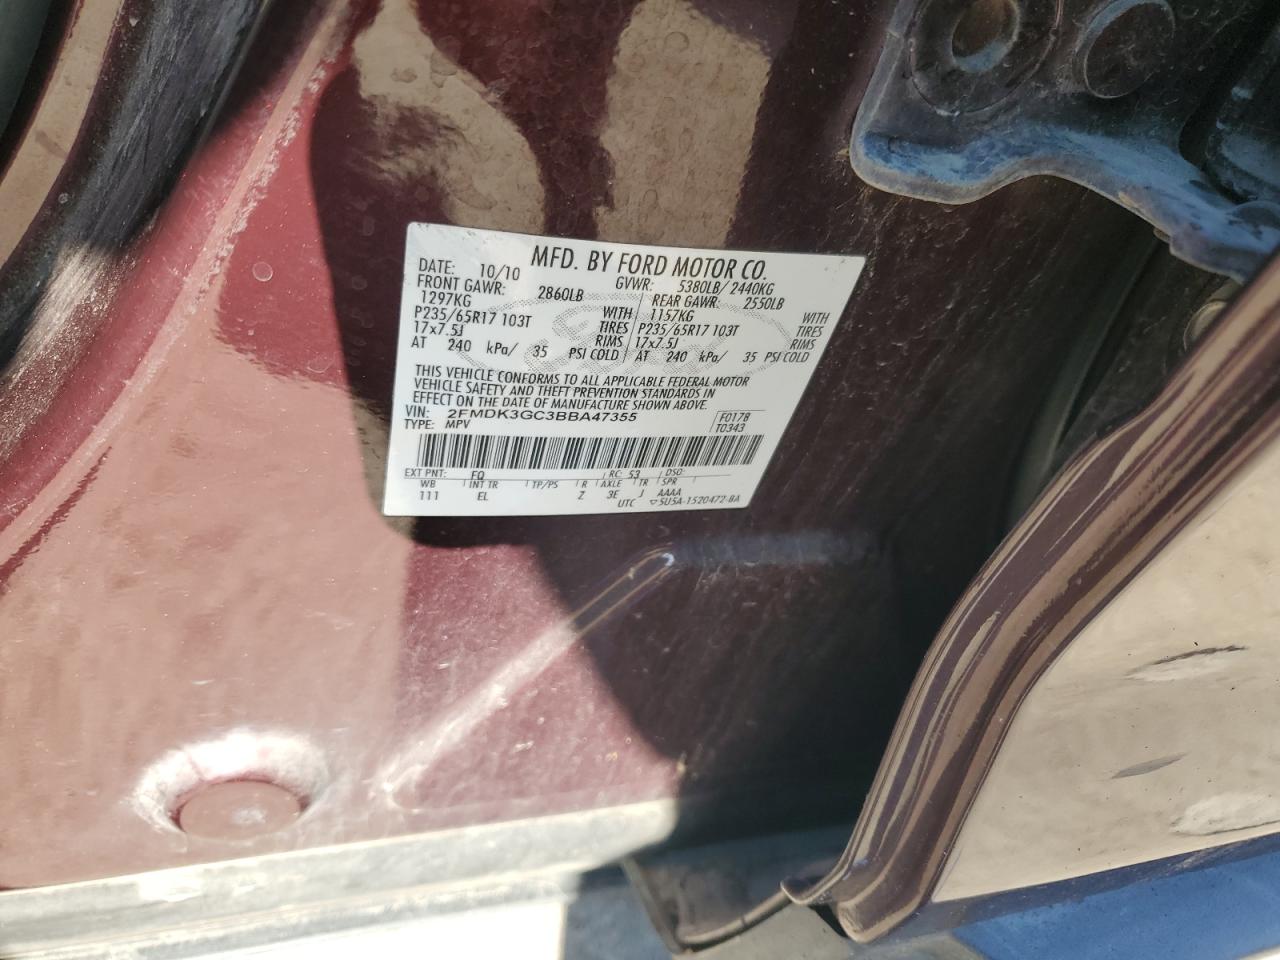 MFD. BY FORD MOTOR CO.
DATE: 10/10 GVWR: 5380LB/ 2440KG
FRONT GAWR: 2860LB REAR GAWR: 2550LB
1297KG WITH 1157KG WITH
P235/65R17 103T TIRES P235/65R17 103T TIRES
17x7.5J RIMS 17x7.5J RIMS
AT 240 kPa/ 35 PSI COLD AT 240 kPa/ 35 PSI COLD
THIS VEHICLE CONFORMS TO ALL APPLICABLE FEDERAL MOTOR
VEHICLE SAFETY AND THEFT PREVENTION STANDARDS IN
EFFECT ON THE DATE OF MANUFACTURE SHOWN ABOVE.
VIN: 2FMDK3GC3BBA47355 F0178
TYPE: MPV T0343
EXT PNT: FQ RC: 53 DSO:
WB INT TR TP/PS R AXLE TR SPR
111 EL Z 3E J AAAA
UTC ▽5U5A-1520472-BA